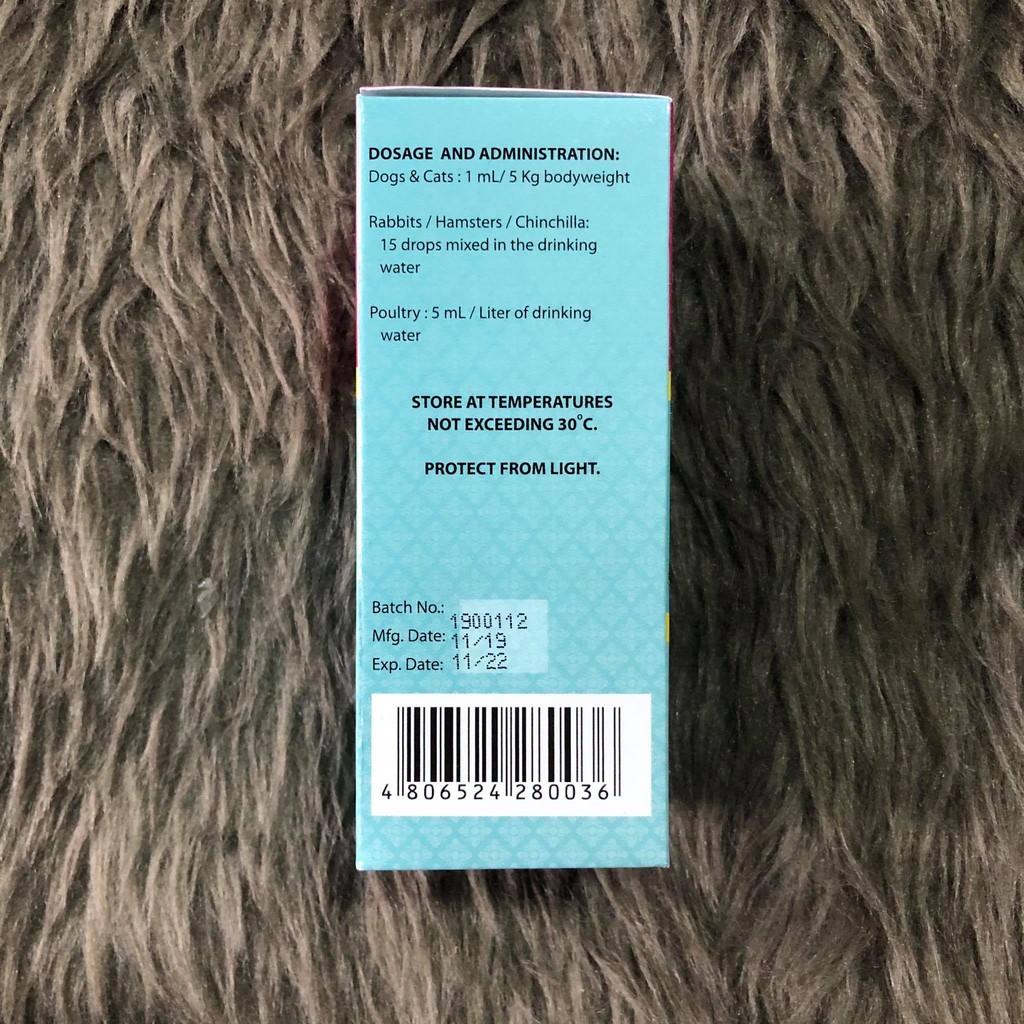 DOSAGE AND ADMINISTRATION:
Dogs & Cats : 1 mL/ 5 Kg bodyweight
Rabbits / Hamsters / Chinchilla:
15 drops mixed in the drinking
water
Poultry : 5 mL / Liter of drinking
water
STORE AT TEMPERATURES
NOT EXCEEDING 30°C.
PROTECT FROM LIGHT.
Batch No.: 1900112
Mfg. Date: 11/19
Exp. Date: 11/22
4 806524 280036